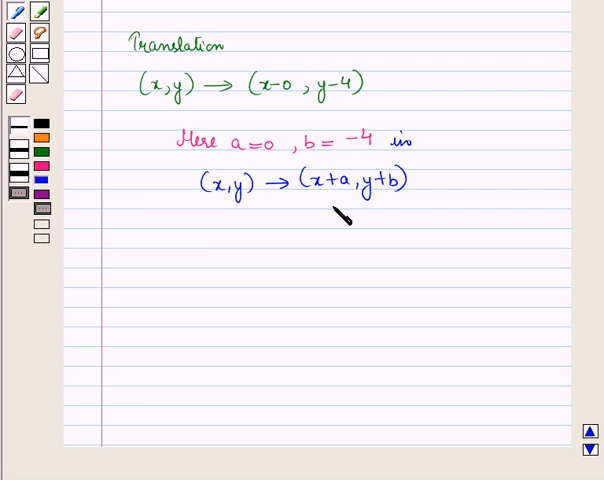 Translation
(x,y) → (x-0, y-4)
Here a=0, b= -4 in
(x,y) → (x+a, y+b)